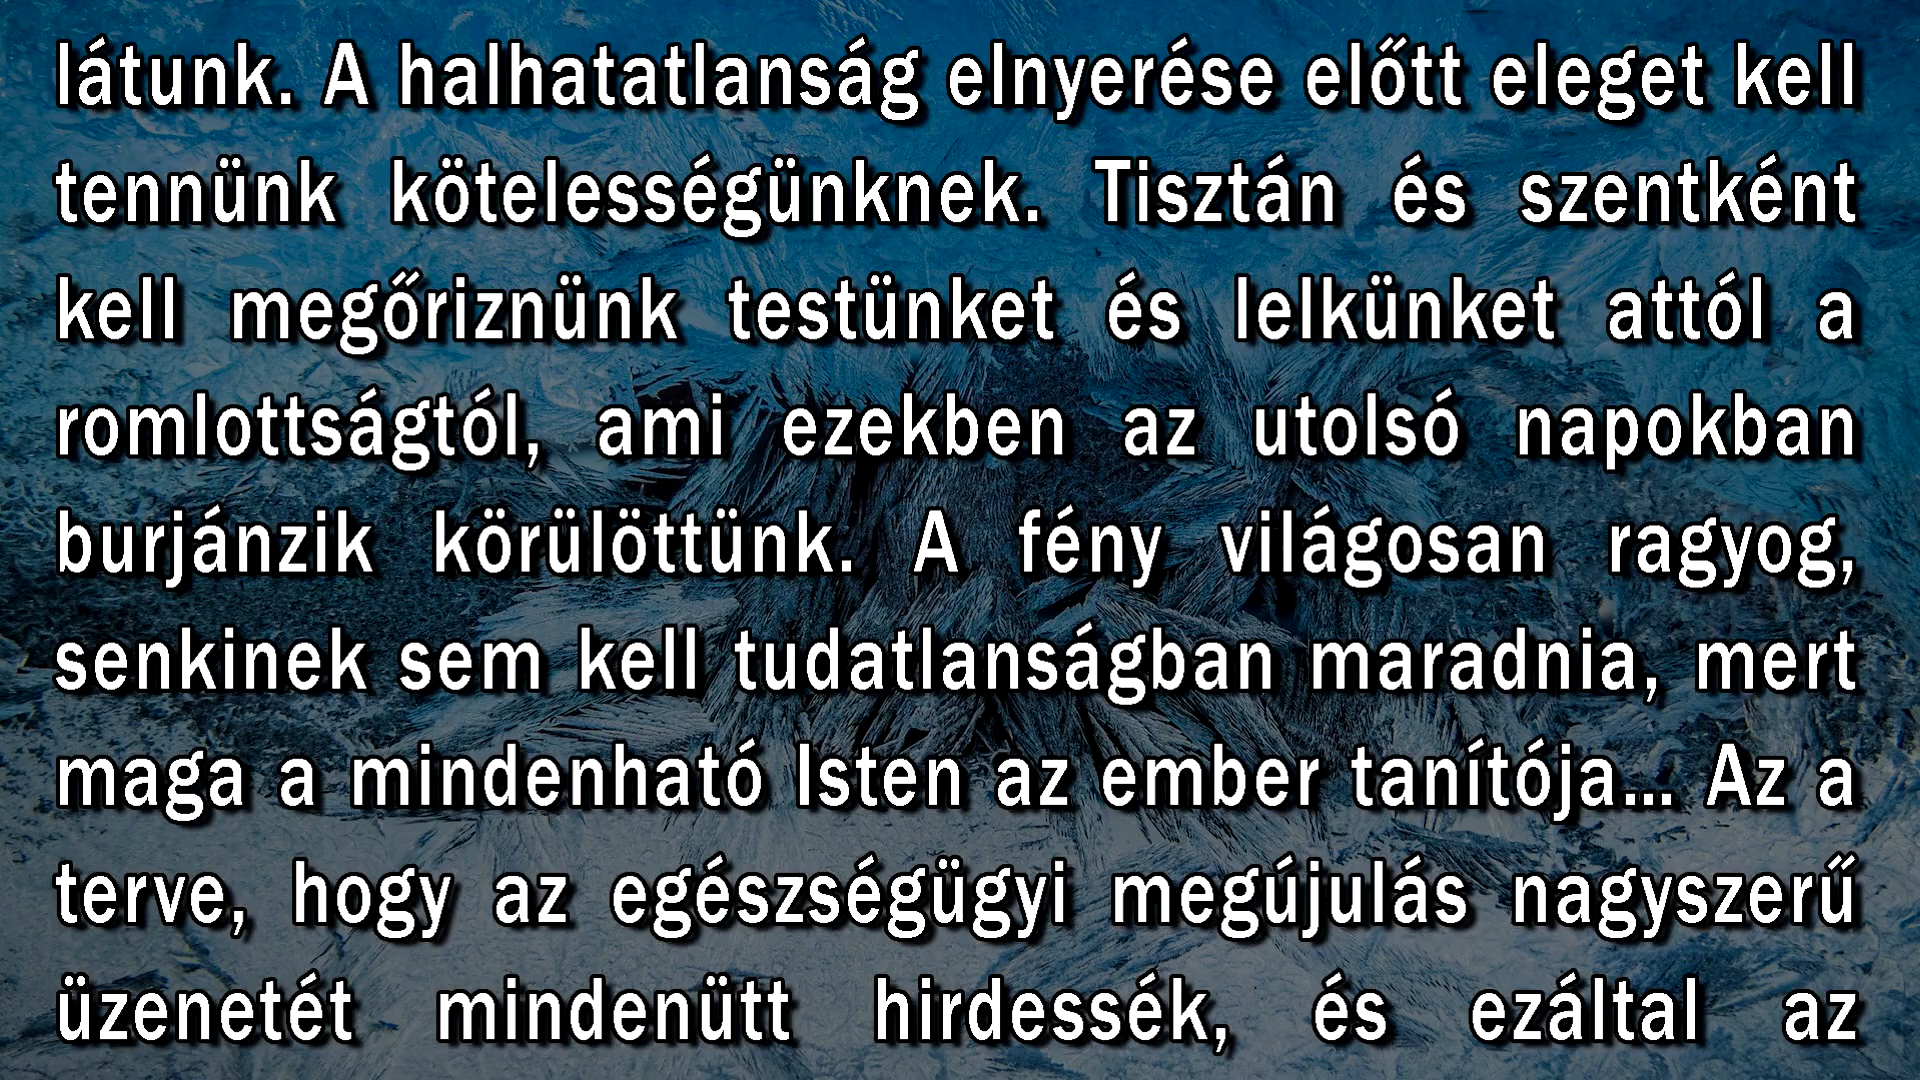 látunk. A halhatatlanság elnyerése előtt eleget kell
tennünk kötelességünknek. Tisztán és szentként
kell megőriznünk testünket és lelkünket attól a
romlottságtól, ami ezekben az utolsó napokban
burjánzik körülöttünk. A fény világosan ragyog,
senkinek sem kell tudatlanságban maradnia, mert
maga a mindenható Isten az ember tanítója... Az a
terve, hogy az egészségügyi megújulás nagyszerű
üzenetét mindenütt hirdessék, és ezáltal az